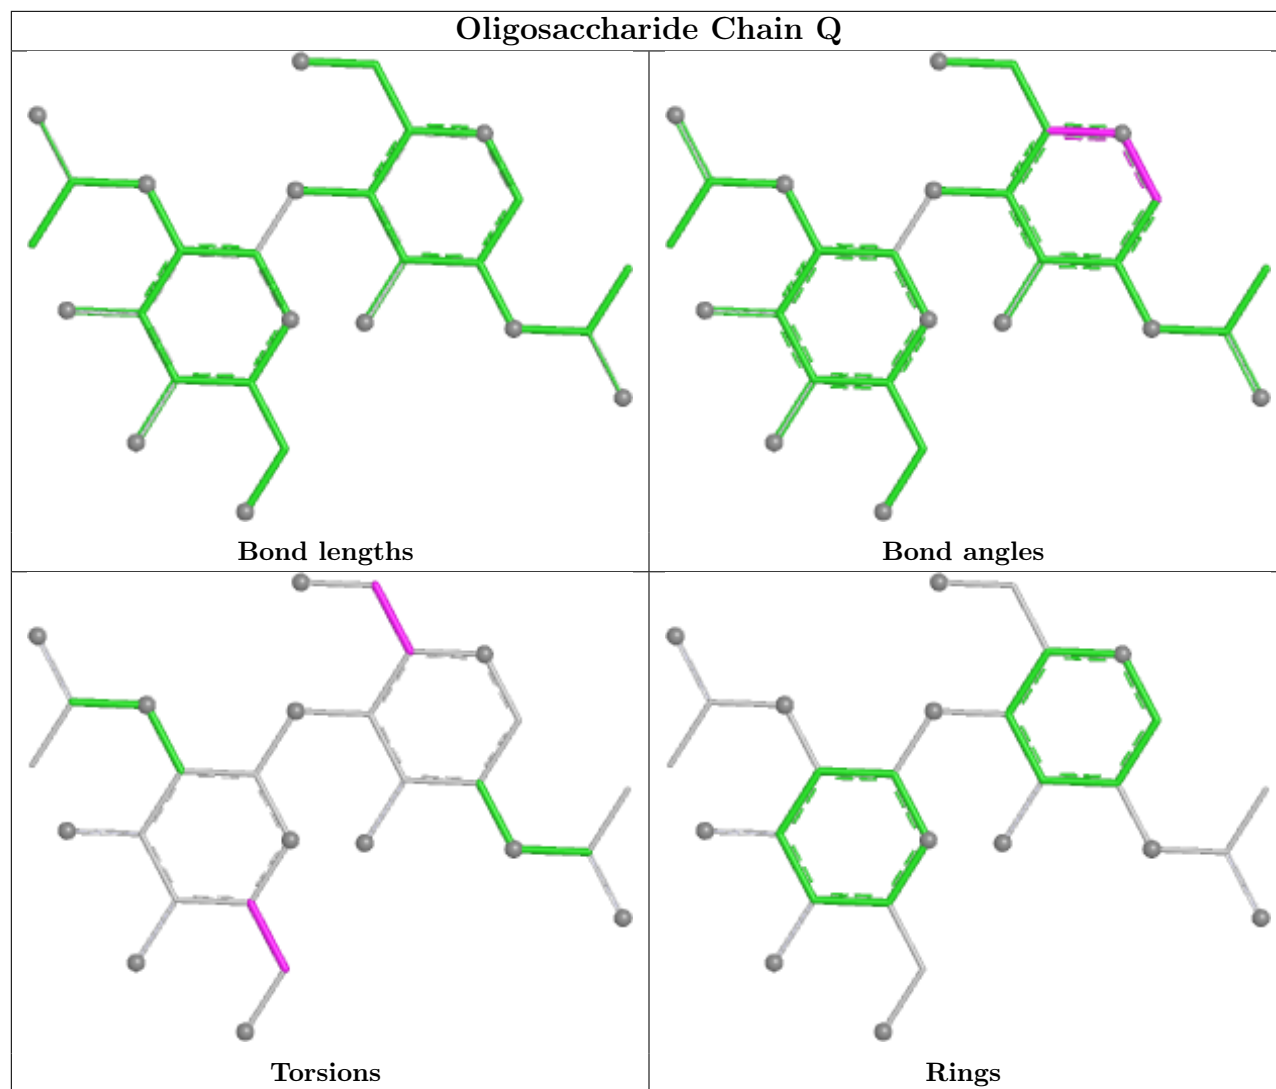 Oligosaccharide Chain Q
Bond lengths
Bond angles
Torsions
Rings